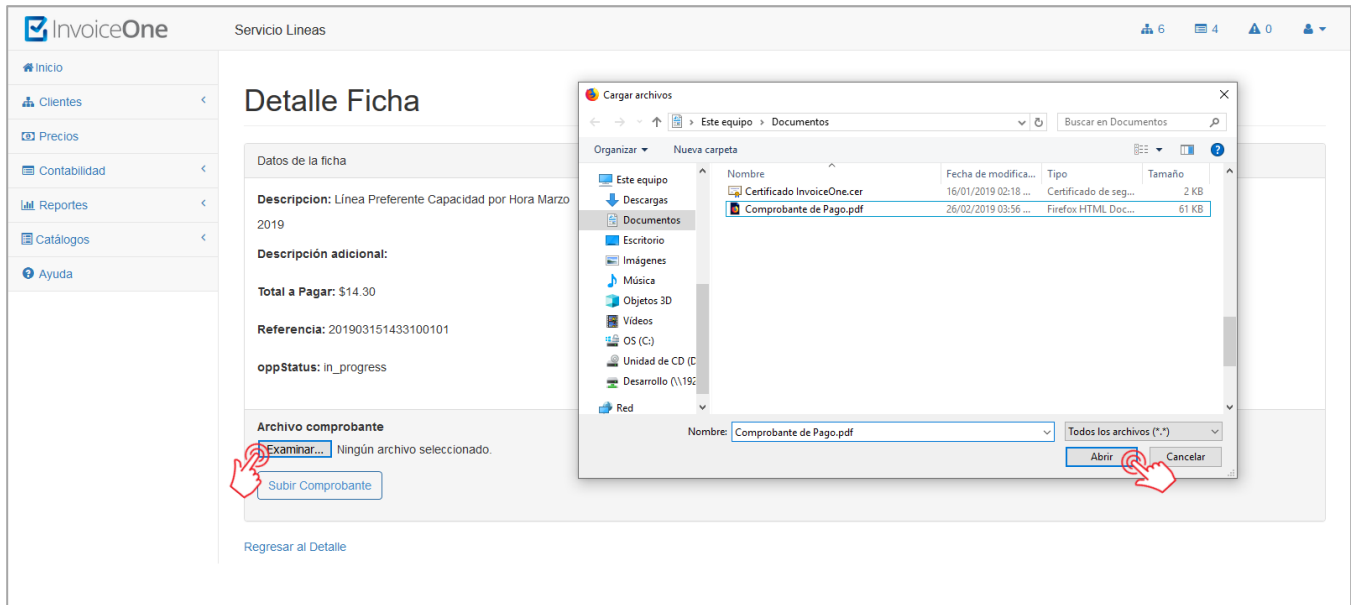 InvoiceOne
Servicio Lineas
6
4
0
Inicio
Clientes
Precios
Contabilidad
Reportes
Catálogos
Ayuda
Detalle Ficha
Datos de la ficha
Descripcion: Línea Preferente Capacidad por Hora Marzo
2019
Descripción adicional:
Total a Pagar: $14.30
Referencia: 201903151433100101
oppStatus: in_progress
Archivo comprobante
Examinar... Ningún archivo seleccionado.
Subir Comprobante
Regresar al Detalle
Cargar archivos
Este equipo > Documentos
Buscar en Documentos
Organizar
Nueva carpeta
Este equipo
Descargas
Documentos
Escritorio
Imágenes
Música
Objetos 3D
Vídeos
OS (C:)
Unidad de CD (D
Desarrollo (\\192
Red
Nombre Fecha de modifica... Tipo Tamaño
Certificado InvoiceOne.cer 16/01/2019 02:18 ... Certificado de seg... 2 KB
Comprobante de Pago.pdf 26/02/2019 03:56 ... Firefox HTML Doc... 61 KB
Nombre: Comprobante de Pago.pdf Todos los archivos (*.*)
Abrir Cancelar